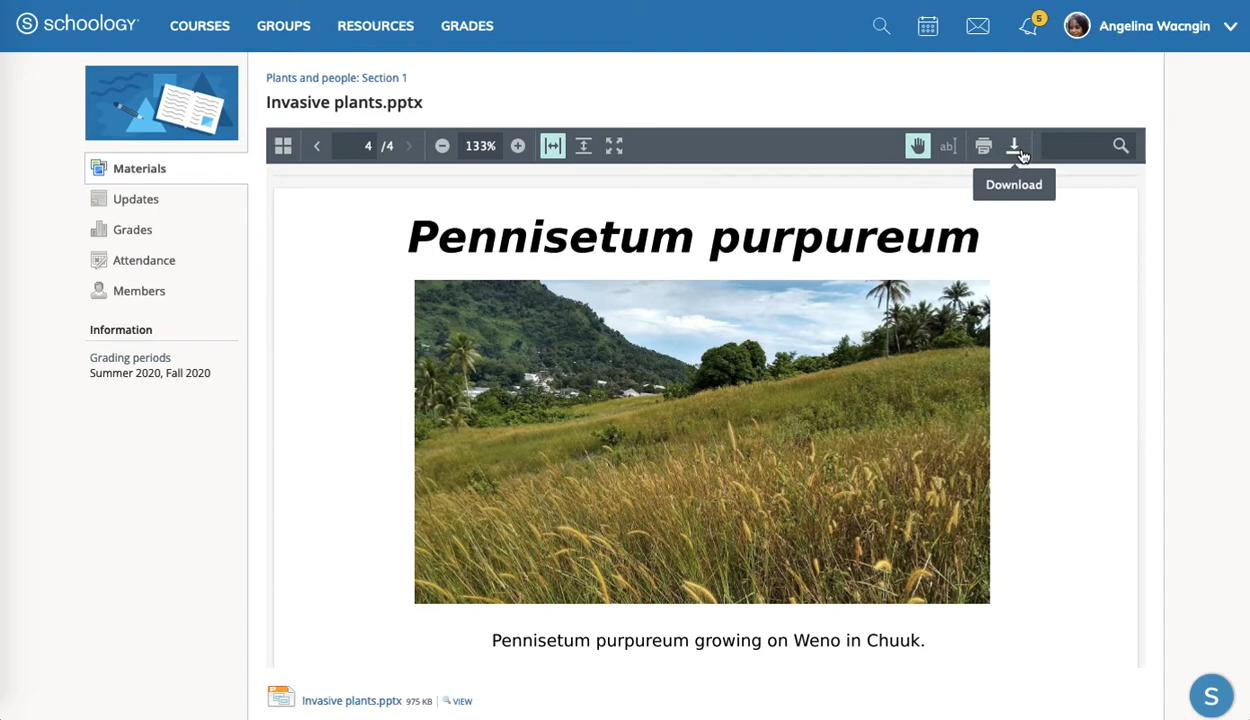 schoology
COURSES
GROUPS
RESOURCES
GRADES
5
Angelina Wacngin
Plants and people: Section 1
Invasive plants.pptx
4 /4
133%
ab
Download
Materials
Updates
Grades
Attendance
Members
Information
Grading periods
Summer 2020, Fall 2020
Pennisetum purpureum
Pennisetum purpureum growing on Weno in Chuuk.
Invasive plants.pptx 975 KB VIEW
S